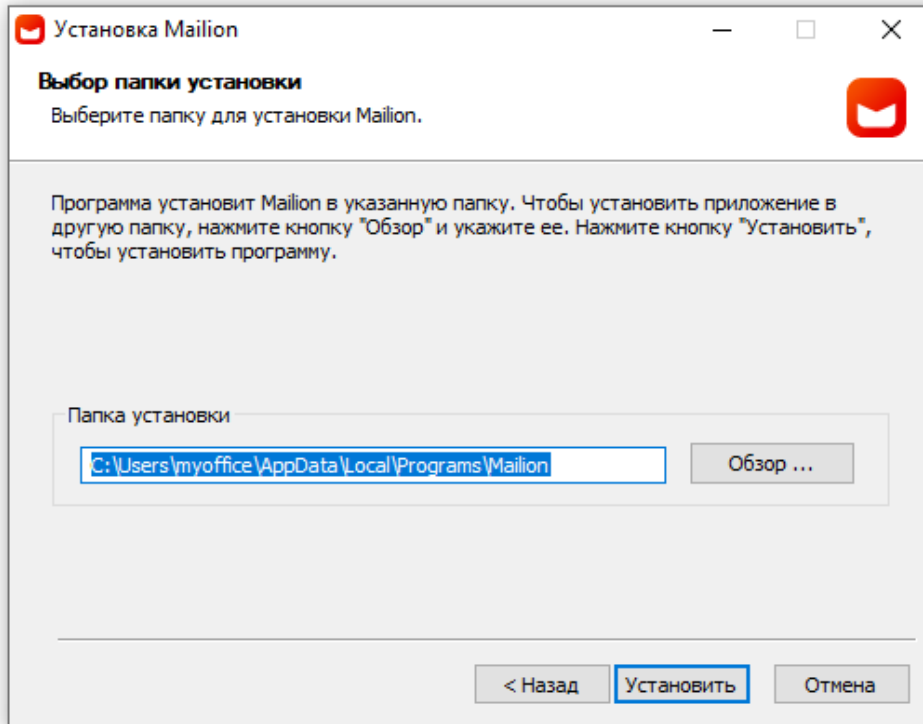 Установка Mailion
Выбор папки установки
Выберите папку для установки Mailion.
Программа установит Mailion в указанную папку. Чтобы установить приложение в
другую папку, нажмите кнопку "Обзор" и укажите ее. Нажмите кнопку "Установить",
чтобы установить программу.
Папка установки
C:\Users\myoffice\AppData\Local\Programs\Mailion
Обзор ...
< Назад
Установить
Отмена